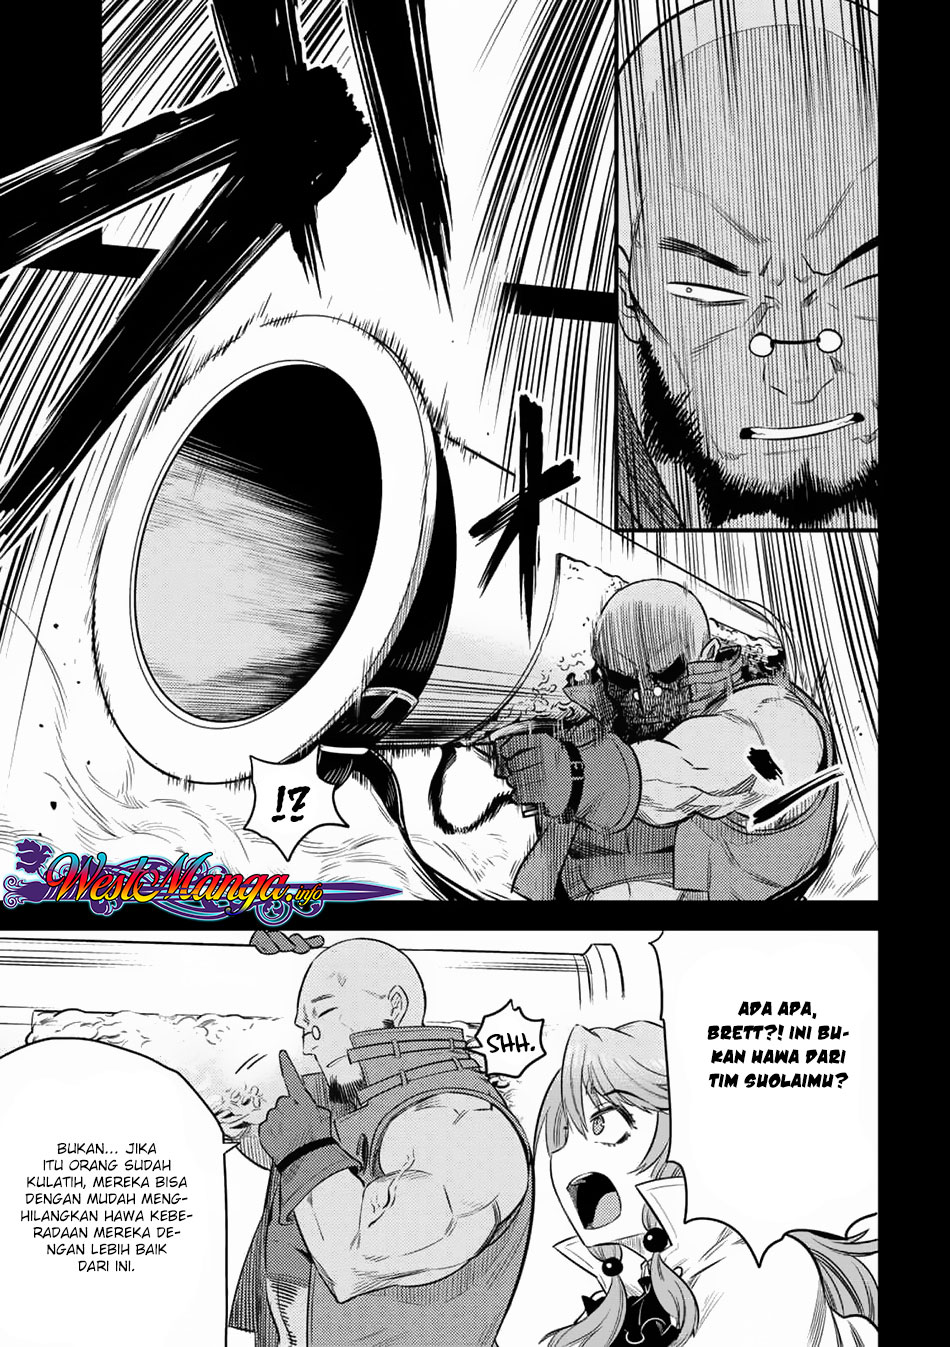 !?
WestManga.info
ADA APA,
BRETT?! INI BU-
KAN HAWA DARI
TIM SUOLAIMU?
SHH.
BUKAN... JIKA
ITU ORANG SUDAH
KULATIH, MEREKA BISA
DENGAN MUDAH MENG-
HILANGKAN HAWA KEBE-
RADAAN MEREKA DE-
NGAN LEBIH BAIK
DARI INI.